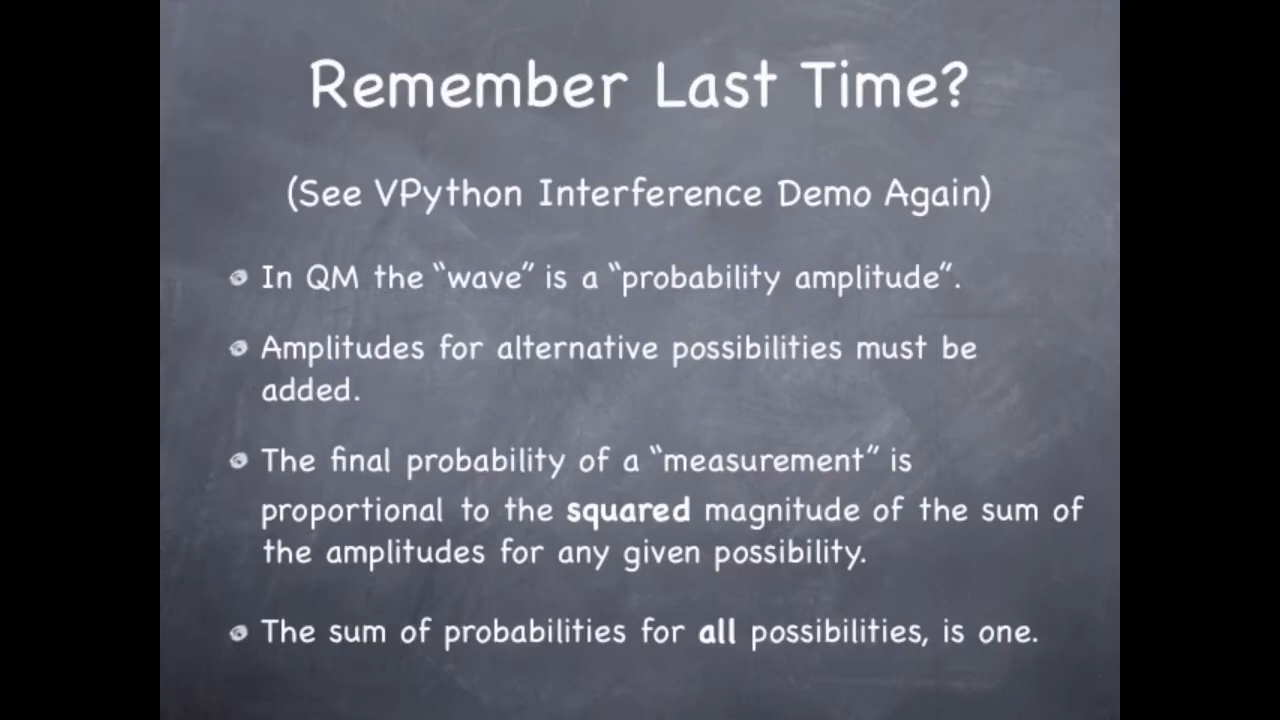 Remember Last Time?
(See VPython Interference Demo Again)
In QM the “wave” is a “probability amplitude”.
Amplitudes for alternative possibilities must be
added.
The final probability of a “measurement” is
proportional to the squared magnitude of the sum of
the amplitudes for any given possibility.
The sum of probabilities for all possibilities, is one.